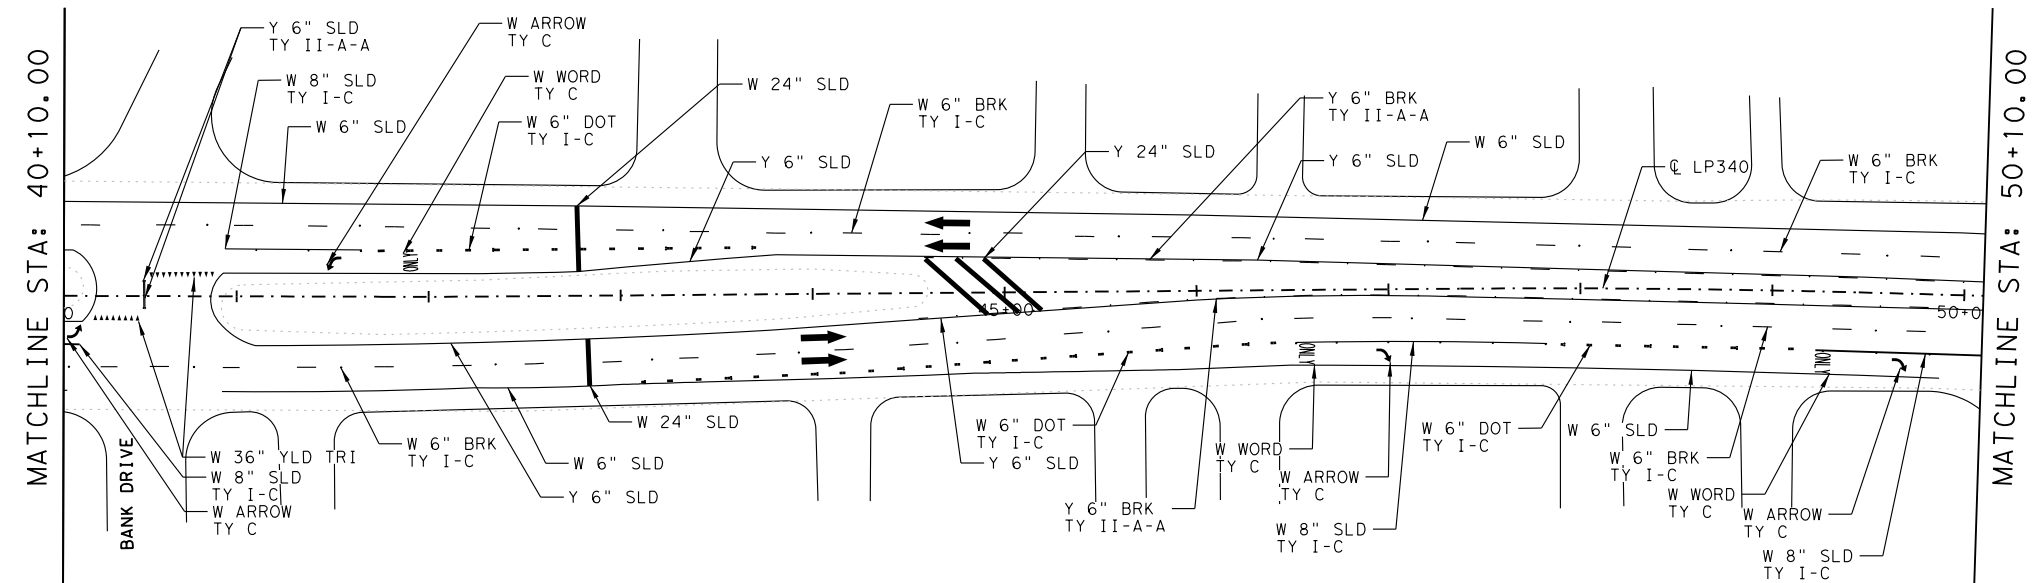 MATCHLINE STA: 40+10.00
Y 6" SLD
TY II-A-A
W 8" SLD
TY I-C
W 6" SLD
W ARROW
TY C
W WORD
TY C
W 6" DOT
TY I-C
W 24" SLD
Y 6" SLD
W 6" BRK
TY I-C
Y 24" SLD
Y 6" BRK
TY II-A-A
Y 6" SLD
W 6" SLD
℄ LP340
W 6" BRK
TY I-C
MATCHLINE STA: 50+10.00
ONLY
0
45+00
50+0
ONLY
ONLY
BANK DRIVE
W 36" YLD TRI
W 8" SLD
TY I-C
W ARROW
TY C
W 6" BRK
TY I-C
W 6" SLD
Y 6" SLD
W 24" SLD
W 6" DOT
TY I-C
Y 6" SLD
Y 6" BRK
TY II-A-A
W WORD
TY C
W ARROW
TY C
W 8" SLD
TY I-C
W 6" DOT
TY I-C
W 6" SLD
W 6" BRK
TY I-C
W WORD
TY C
W ARROW
TY C
W 8" SLD
TY I-C